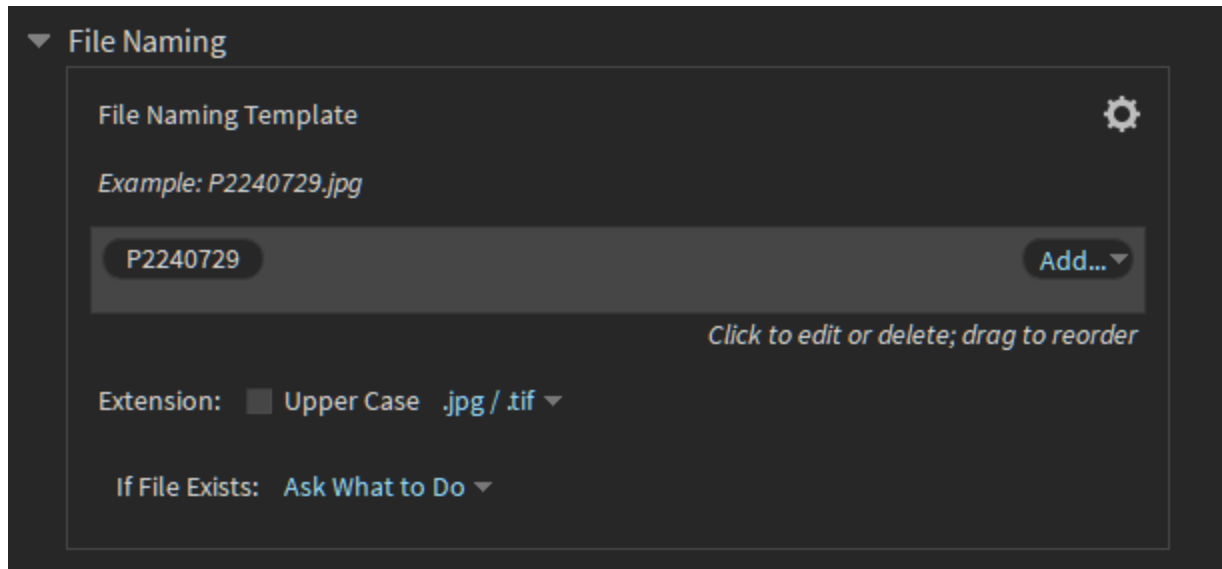 File Naming
File Naming Template
Example: P2240729.jpg
P2240729 Add...
Click to edit or delete; drag to reorder
Extension: Upper Case .jpg / .tif
If File Exists: Ask What to Do